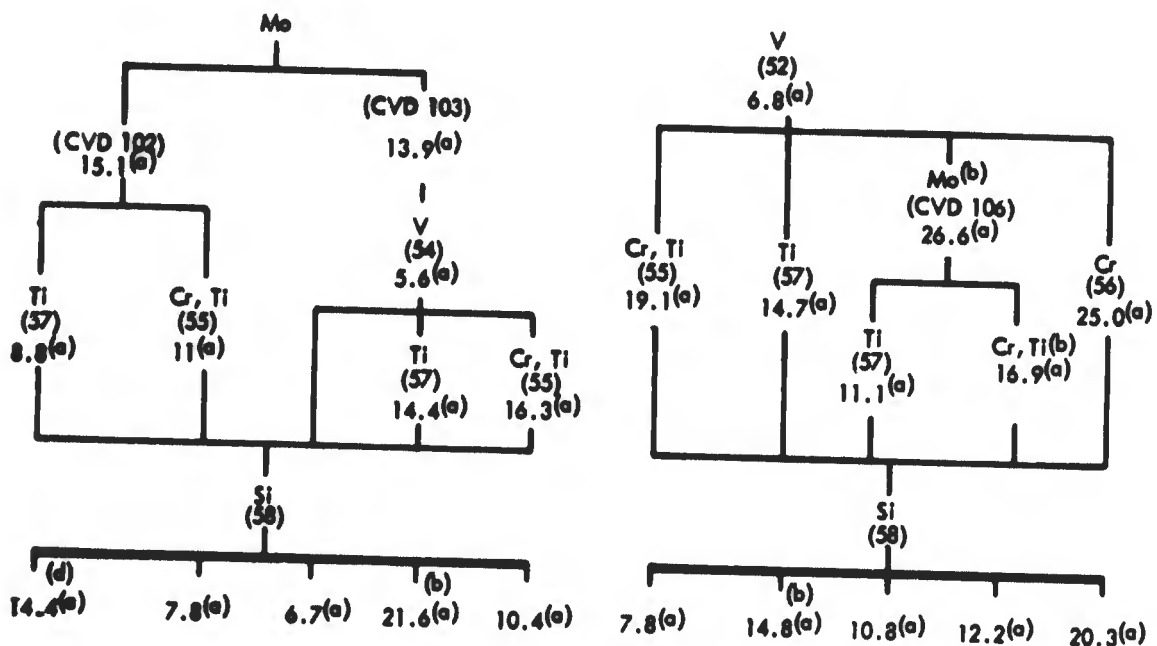 Mo
(CVD 102)
15.1(a)
(CVD 103)
13.9(a)
V
(54)
5.6(a)
Ti
(57)
8.8(a)
Cr, Ti
(55)
11(a)
Ti
(57)
14.4(a)
Cr, Ti
(55)
16.3(a)
Si
(58)
(d)
14.4(a)
7.8(a)
6.7(a)
(b)
21.6(a)
10.4(a)
V
(52)
6.8(a)
Cr, Ti
(55)
19.1(a)
Ti
(57)
14.7(a)
Mo(b)
(CVD 106)
26.6(a)
Ti
(57)
11.1(a)
Cr, Ti(b)
16.9(a)
Cr
(56)
25.0(a)
Si
(58)
7.8(a)
(b)
14.8(a)
10.8(a)
12.2(a)
20.3(a)